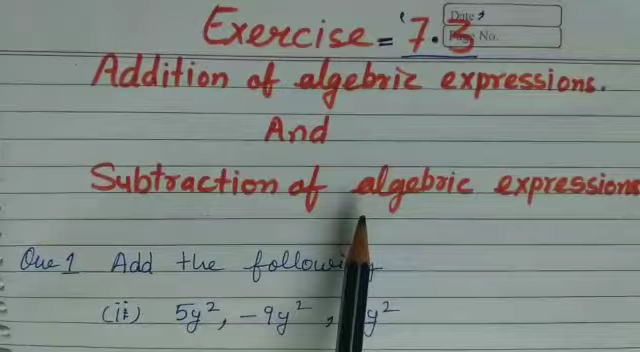 Date
Page No.
Exercise = 7.3
Addition of algebric expressions.
And
Subtraction of algebric expressions
Que 1 Add the following
(ii) 5y², -9y², y²